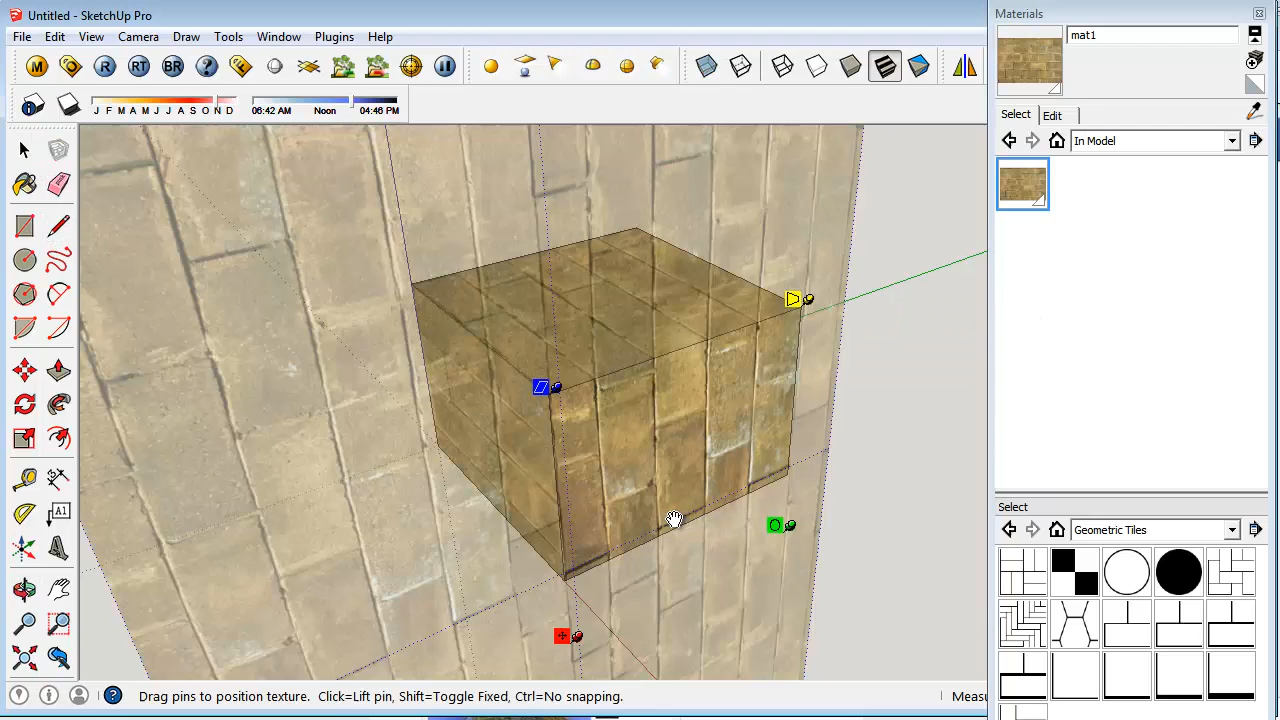 Untitled - SketchUp Pro
File Edit View Camera Draw Tools Window Plugins Help
M R RT BR ? F
J F M A M J J A S O N D
06:42 AM Noon 04:46 PM
A1
Materials
mat1
Select Edit
In Model
Select
Geometric Tiles
Drag pins to position texture. Click=Lift pin, Shift=Toggle Fixed, Ctrl=No snapping.
Measu